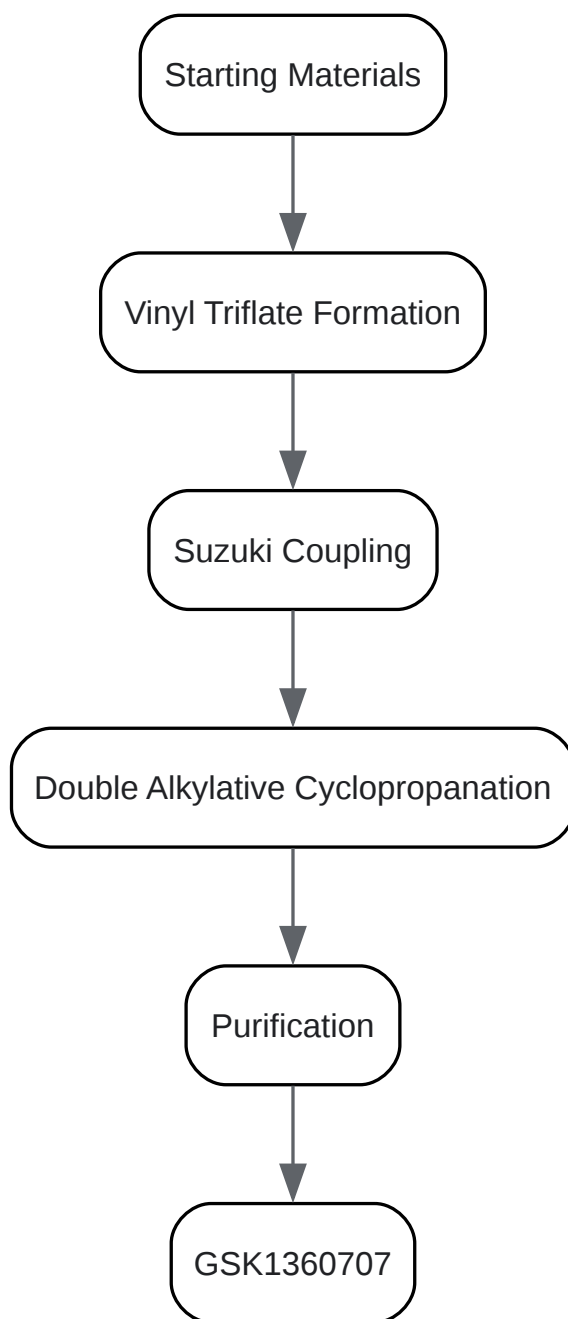 Starting Materials
Vinyl Triflate Formation
Suzuki Coupling
Double Alkylative Cyclopropanation
Purification
GSK1360707